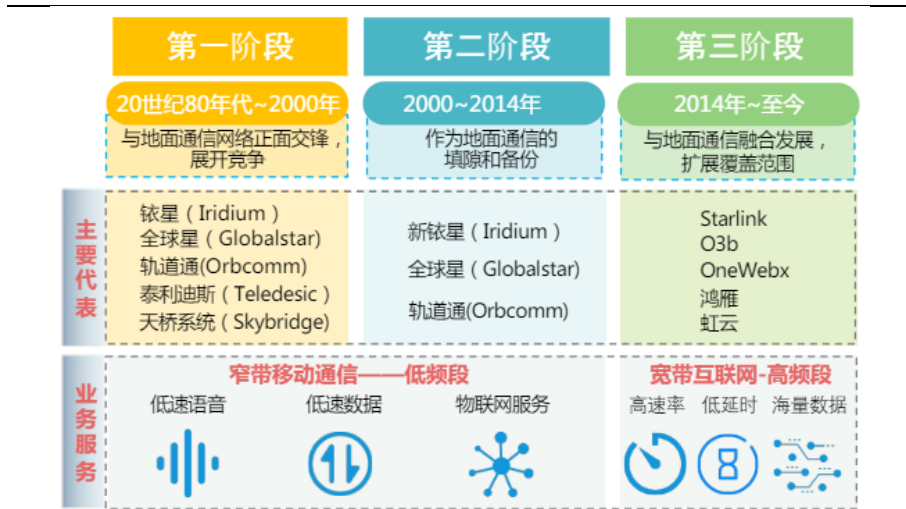 第一阶段
第二阶段
第三阶段
20世纪80年代~2000年
2000~2014年
2014年~至今
与地面通信网络正面交锋，
展开竞争
作为地面通信的
填隙和备份
与地面通信融合发展，
扩展覆盖范围
主要代表
铱星（Iridium）
全球星（Globalstar)
轨道通(Orbcomm)
泰利迪斯（Teledesic）
天桥系统（Skybridge)
新铱星（Iridium）
全球星（Globalstar)
轨道通(Orbcomm)
Starlink
O3b
OneWebx
鸿雁
虹云
业务服务
窄带移动通信——低频段
低速语音
低速数据
物联网服务
宽带互联网-高频段
高速率
低延时
海量数据